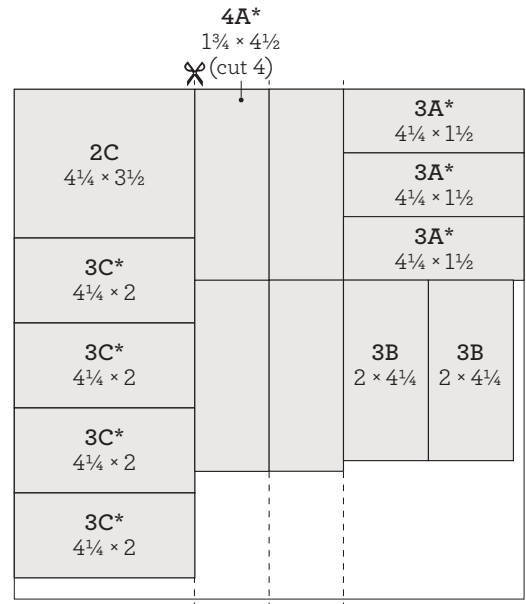 4A*
1¾ × 4½
(cut 4)
2C
4¼ × 3½
3C*
4¼ × 2
3C*
4¼ × 2
3C*
4¼ × 2
3C*
4¼ × 2
3A*
4¼ × 1½
3A*
4¼ × 1½
3A*
4¼ × 1½
3B
2 × 4¼
3B
2 × 4¼